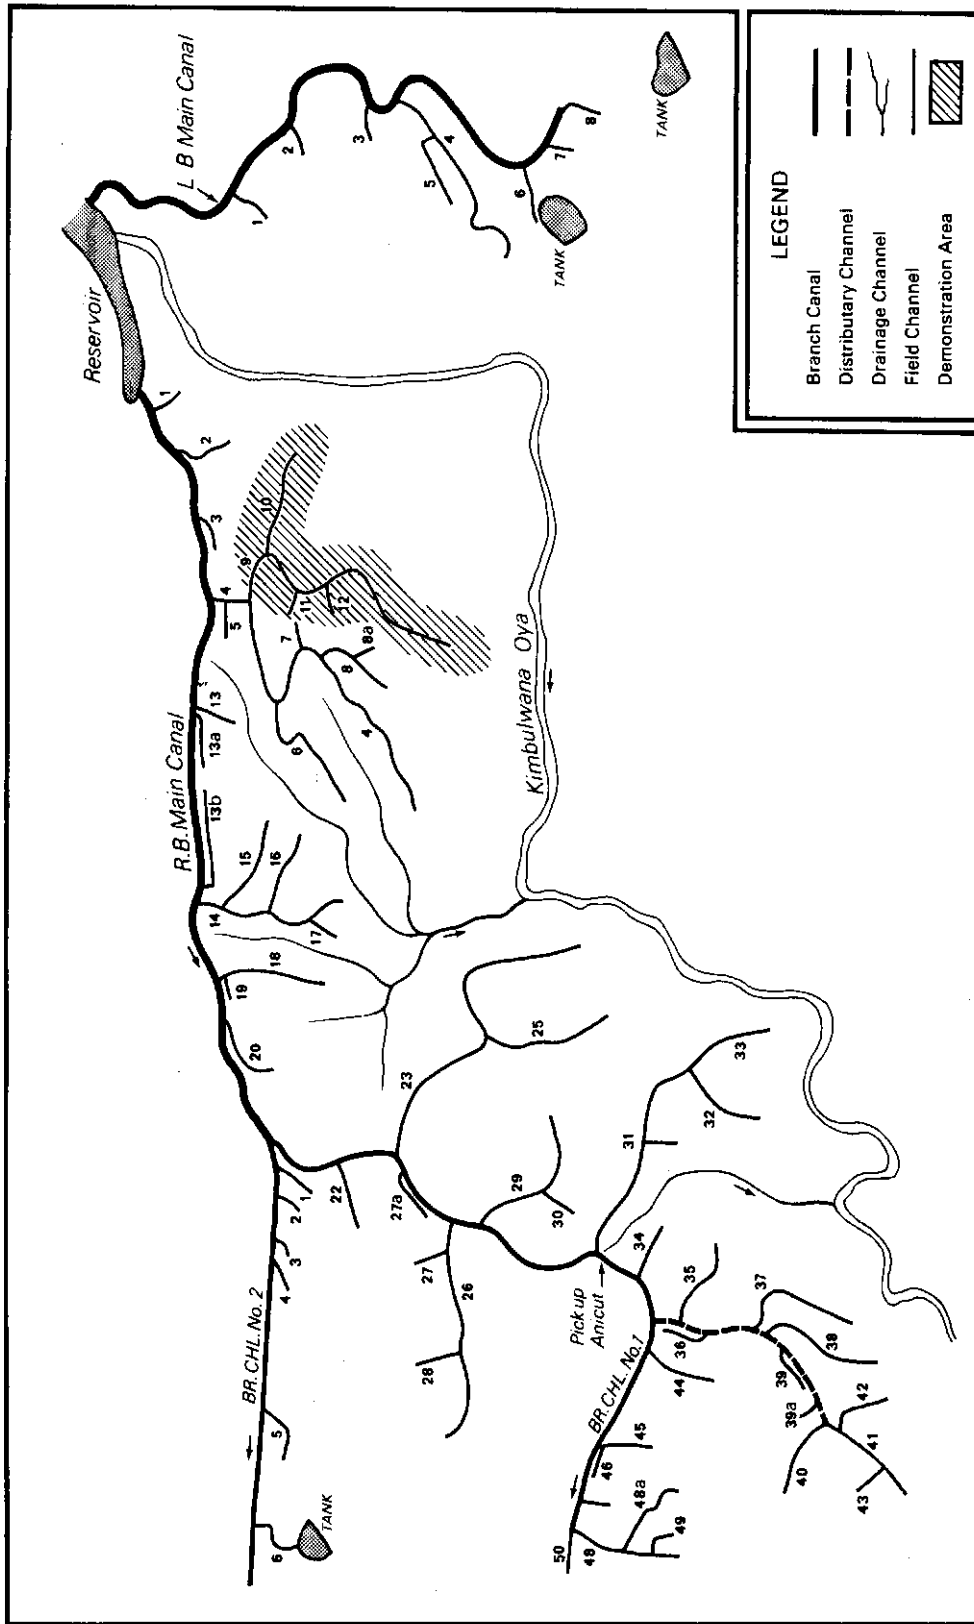 Reservoir
L B Main Canal
1
2
3
4
5
6
7
8
TANK
TANK
R.B. Main Canal
1
2
3
4
5
9
10
11
12
7
8
8a
4
6
13
13a
13b
14
15
16
17
18
19
20
Kimbulwana Oya
BR.CHL.No.2
1
2
3
4
5
6
TANK
22
23
25
27a
27
26
28
29
30
31
32
33
Pick up
Anicut
34
35
36
37
38
39
39a
40
41
42
43
BR.CHL.No.1
44
45
46
48
48a
49
50
LEGEND
Branch Canal
Distributary Channel
Drainage Channel
Field Channel
Demonstration Area